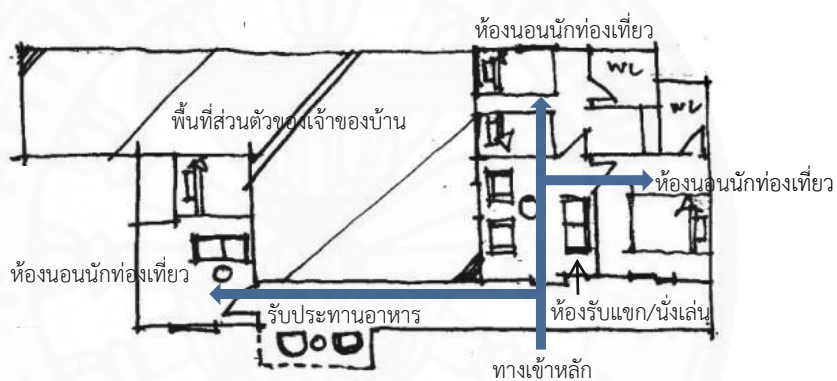 ห้องนอนนักท่องเที่ยว
WC
WC
พื้นที่ส่วนตัวของเจ้าของบ้าน
ห้องนอนนักท่องเที่ยว
ห้องนอนนักท่องเที่ยว
รับประทานอาหาร
ห้องรับแขก/นั่งเล่น
ทางเข้าหลัก